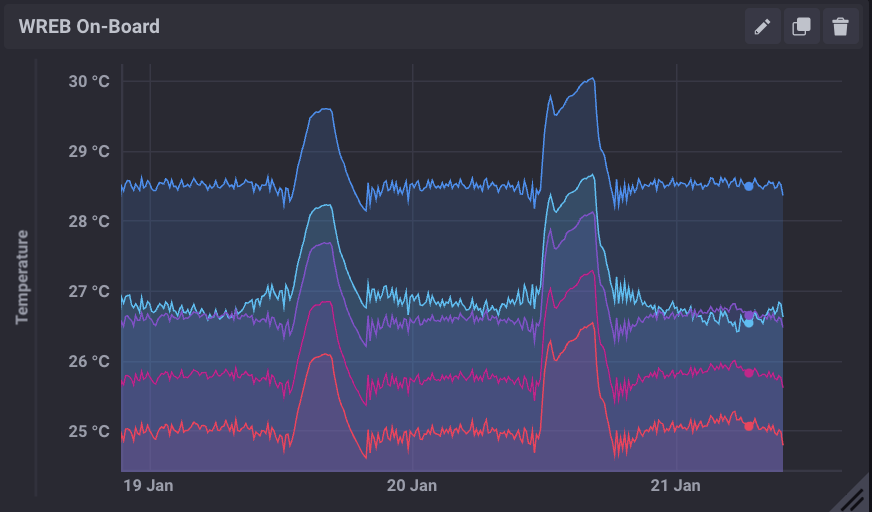 WREB On-Board
30 °C
29 °C
28 °C
27 °C
26 °C
25 °C
Temperature
19 Jan
20 Jan
21 Jan